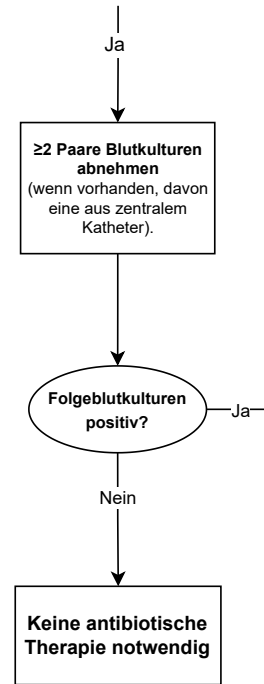 Ja
≥2 Paare Blutkulturen
abnehmen
(wenn vorhanden, davon
eine aus zentralem
Katheter).
Folgeblutkulturen
positiv?
Ja
Nein
Keine antibiotische
Therapie notwendig